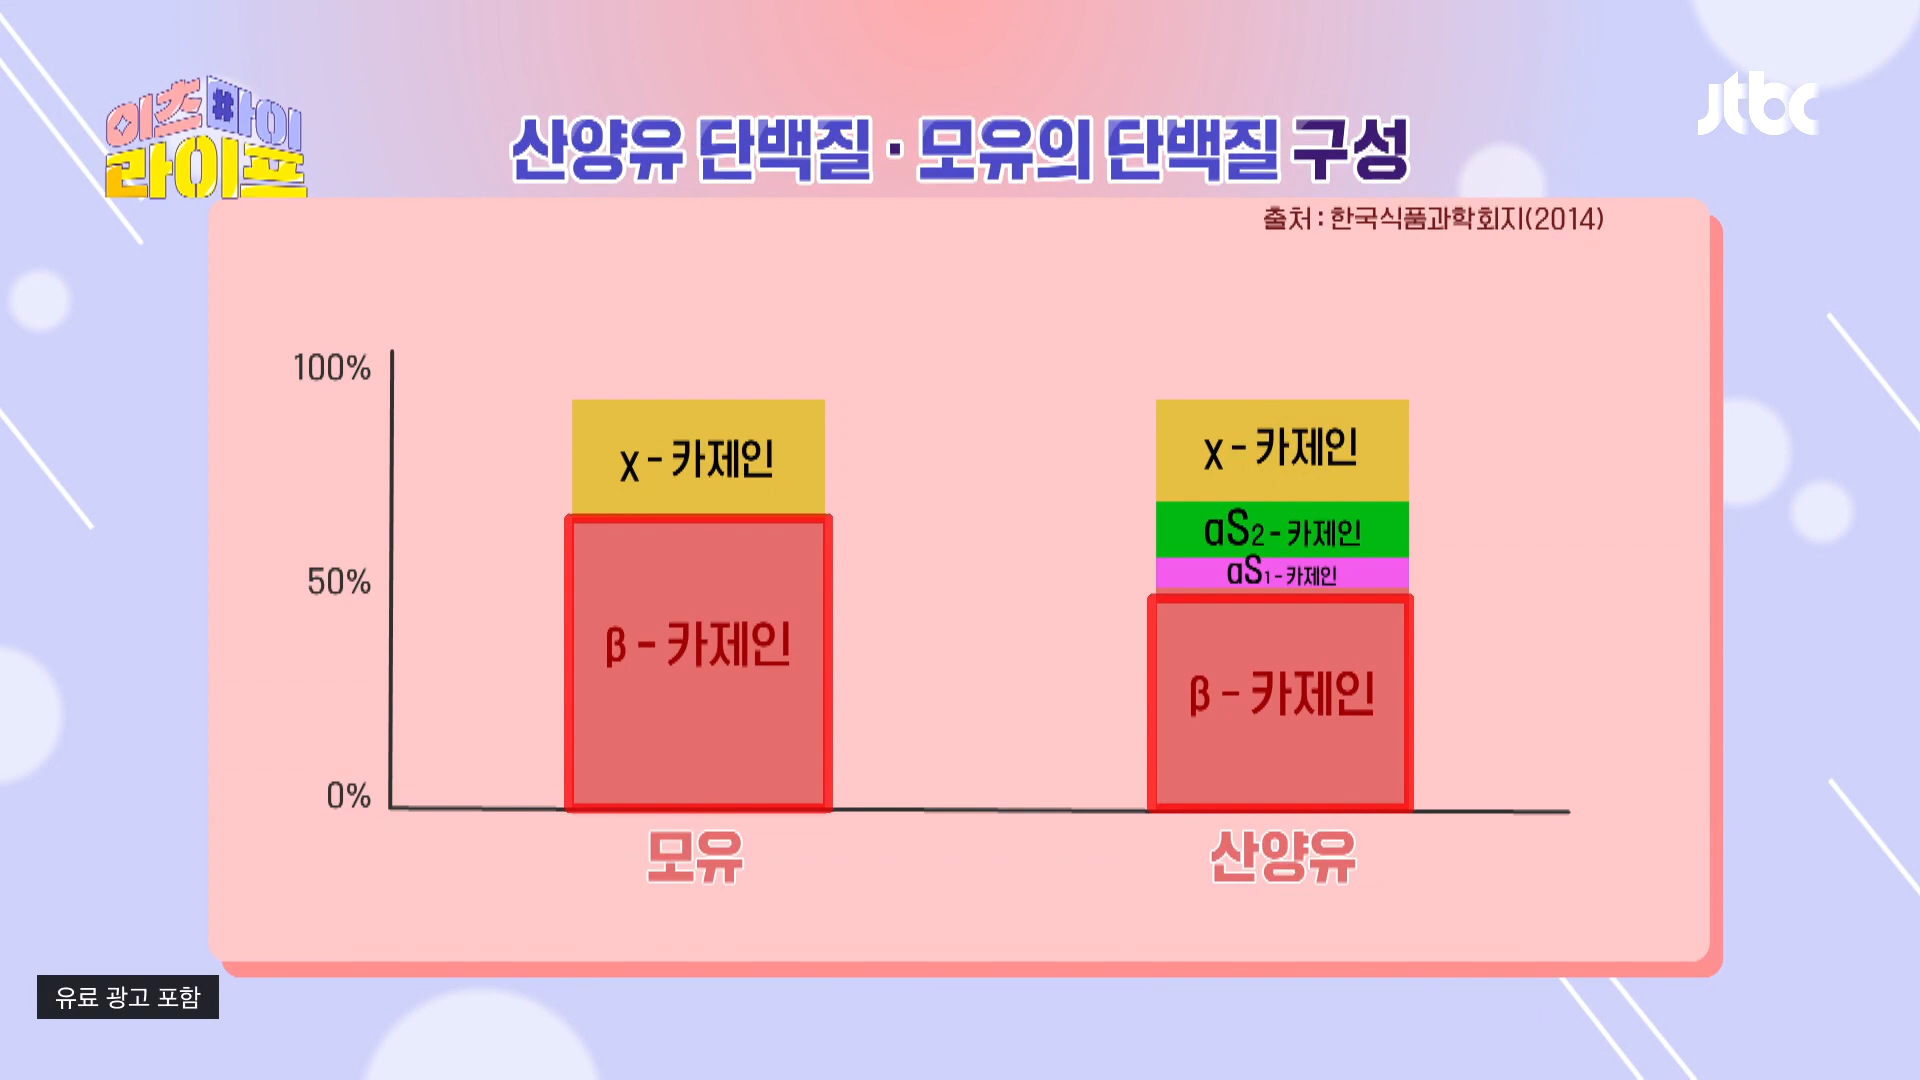 이츠#마이
라이프
jtbc
산양유 단백질·모유의 단백질 구성
출처 : 한국식품과학회지(2014)
100%
50%
0%
χ - 카제인
β - 카제인
모유
χ - 카제인
αS₂ - 카제인
αS₁ - 카제인
β - 카제인
산양유
유료 광고 포함